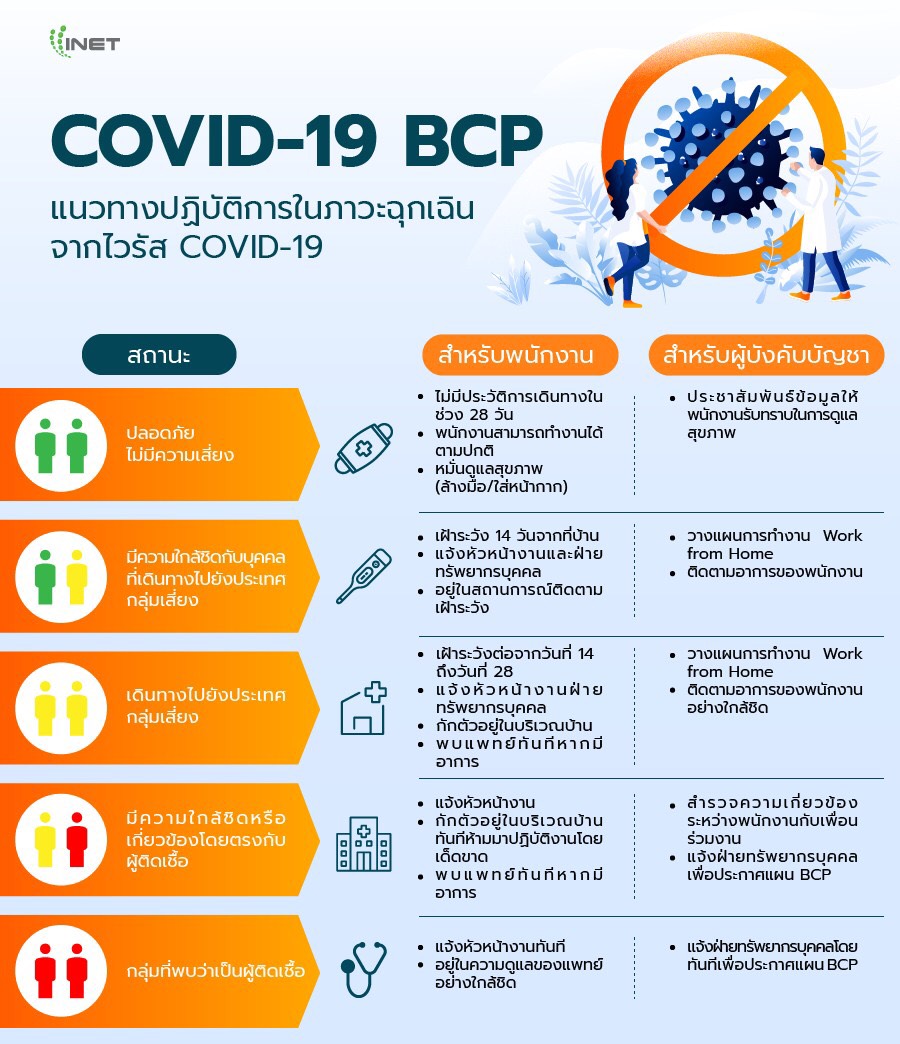 INET
COVID-19 BCP
แนวทางปฏิบัติการในภาวะฉุกเฉิน
จากไวรัส COVID-19
สถานะ
สำหรับพนักงาน
สำหรับผู้บังคับบัญชา
ปลอดภัย
ไม่มีความเสี่ยง
• ไม่มีประวัติการเดินทางใน
ช่วง 28 วัน
• พนักงานสามารถทำงานได้
ตามปกติ
• หมั่นดูแลสุขภาพ
(ล้างมือ/ใส่หน้ากาก)
• ประชาสัมพันธ์ข้อมูลให้
พนักงานรับทราบในการดูแล
สุขภาพ
มีความใกล้ชิดกับบุคคล
ที่เดินทางไปยังประเทศ
กลุ่มเสี่ยง
• เฝ้าระวัง 14 วันจากที่บ้าน
• แจ้งหัวหน้างานและฝ่าย
ทรัพยากรบุคคล
• อยู่ในสถานการณ์ติดตาม
เฝ้าระวัง
• วางแผนการทำงาน Work
from Home
• ติดตามอาการของพนักงาน
เดินทางไปยังประเทศ
กลุ่มเสี่ยง
• เฝ้าระวังต่อจากวันที่ 14
ถึงวันที่ 28
• แจ้งหัวหน้างานฝ่าย
ทรัพยากรบุคคล
• กักตัวอยู่ในบริเวณบ้าน
• พบแพทย์ทันทีหากมี
อาการ
• วางแผนการทำงาน Work
from Home
• ติดตามอาการของพนักงาน
อย่างใกล้ชิด
มีความใกล้ชิดหรือ
เกี่ยวข้องโดยตรงกับ
ผู้ติดเชื้อ
• แจ้งหัวหน้างาน
• กักตัวอยู่ในบริเวณบ้าน
ทันทีห้ามมาปฏิบัติงานโดย
เด็ดขาด
• พบแพทย์ทันทีหากมี
อาการ
• สำรวจความเกี่ยวข้อง
ระหว่างพนักงานกับเพื่อน
ร่วมงาน
• แจ้งฝ่ายทรัพยากรบุคคล
เพื่อประกาศแผน BCP
กลุ่มที่พบว่าเป็นผู้ติดเชื้อ
• แจ้งหัวหน้างานทันที
• อยู่ในความดูแลของแพทย์
อย่างใกล้ชิด
• แจ้งฝ่ายทรัพยากรบุคคลโดย
ทันทีเพื่อประกาศแผน BCP